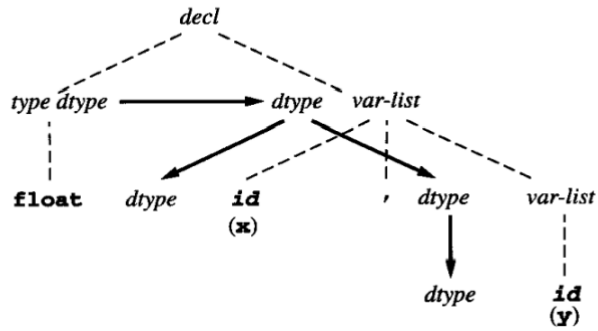 decl
type dtype dtype var-list
float dtype id , dtype var-list
(x)
dtype id
(y)